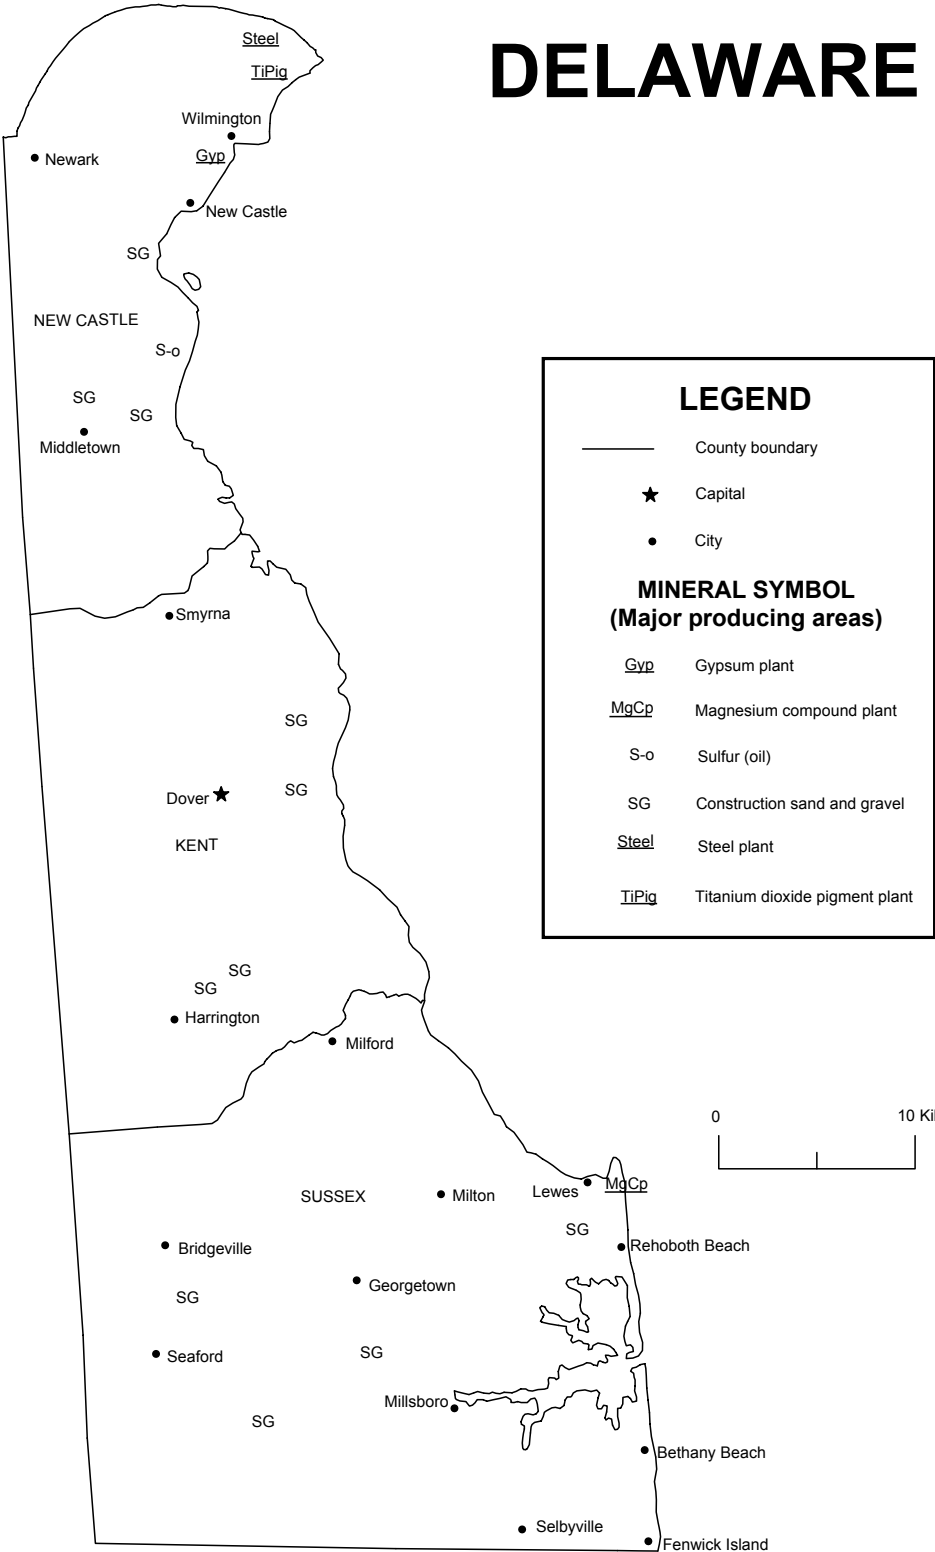 DELAWARE
Steel
TiPig
Wilmington
Newark
Gyp
New Castle
SG
NEW CASTLE
S-o
SG
SG
Middletown
Smyrna
SG
Dover
SG
KENT
SG
SG
Harrington
Milford
SUSSEX
Milton
Lewes
MgCp
SG
Rehoboth Beach
Bridgeville
Georgetown
SG
Seaford
SG
Millsboro
SG
Bethany Beach
Selbyville
Fenwick Island
LEGEND
County boundary
Capital
City
MINERAL SYMBOL
(Major producing areas)
Gyp Gypsum plant
MgCp Magnesium compound plant
S-o Sulfur (oil)
SG Construction sand and gravel
Steel Steel plant
TiPig Titanium dioxide pigment plant
0 10 Kil